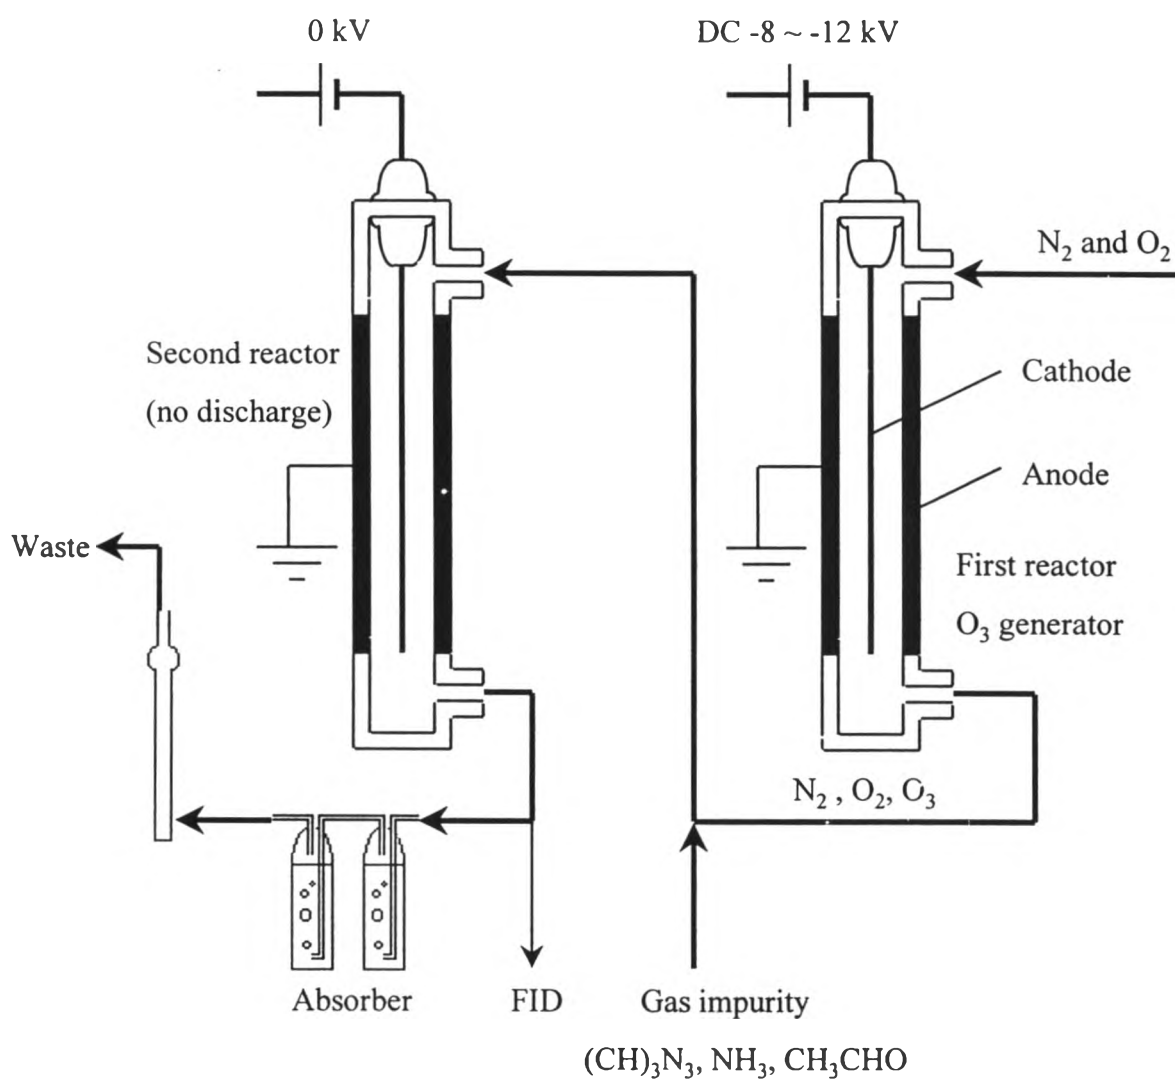 0 kV
DC -8 ~ -12 kV
N₂ and O₂
Second reactor
(no discharge)
Cathode
Anode
Waste
First reactor
O₃ generator
N₂ , O₂, O₃
Absorber
FID
Gas impurity
(CH)₃N₃, NH₃, CH₃CHO